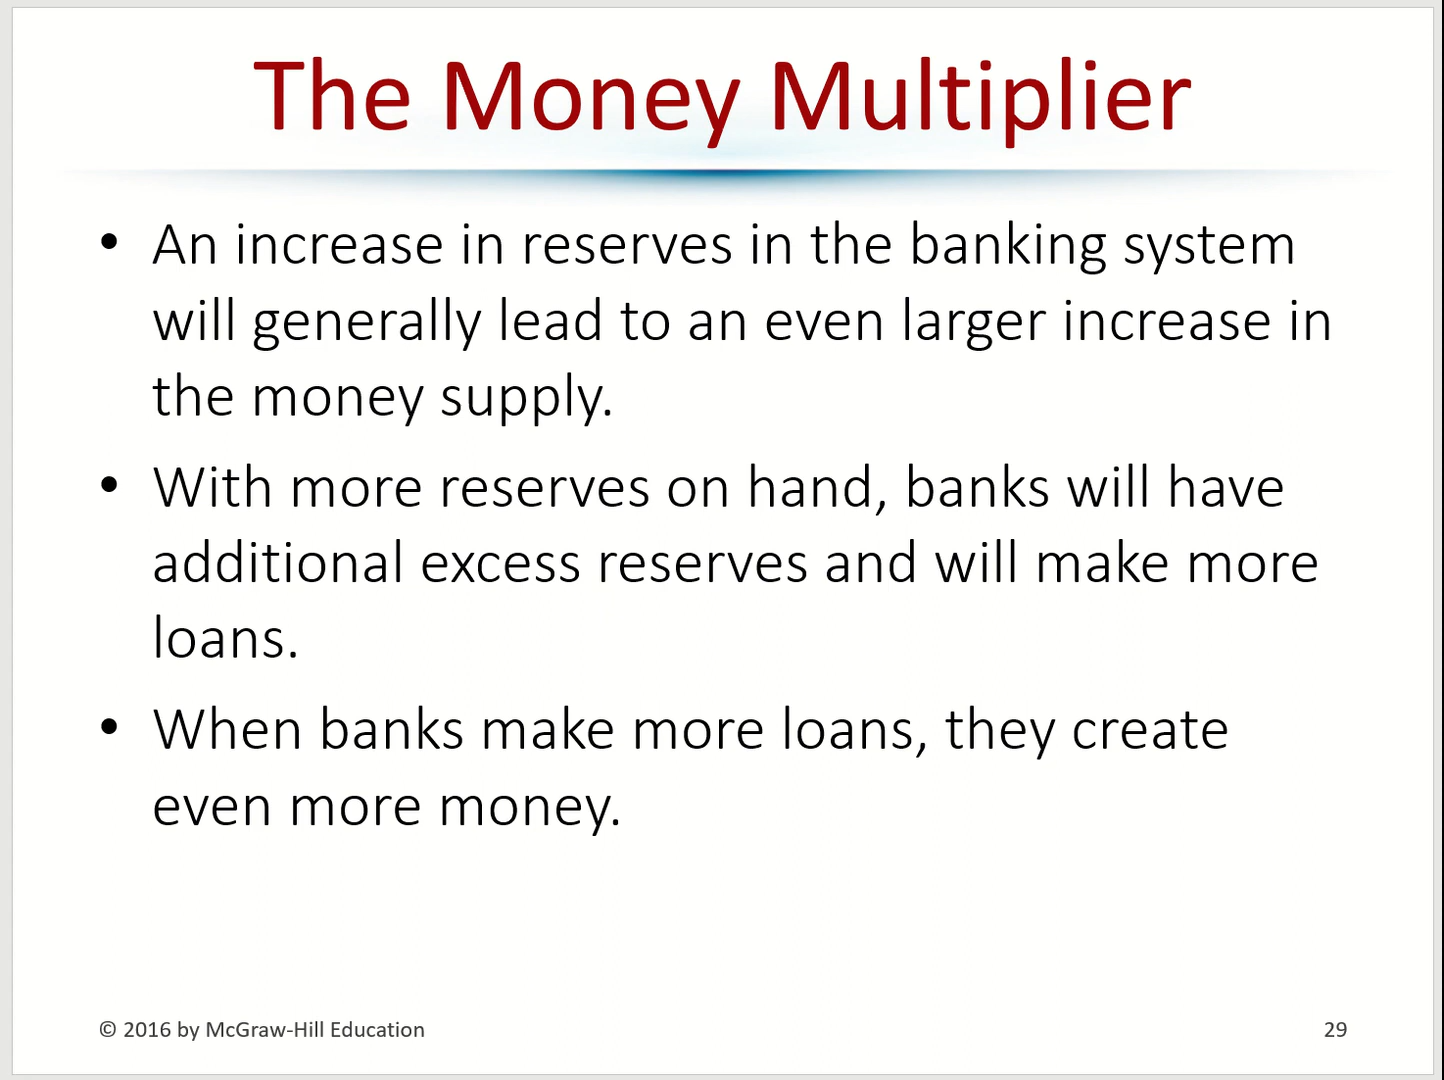 The Money Multiplier
• An increase in reserves in the banking system
will generally lead to an even larger increase in
the money supply.
• With more reserves on hand, banks will have
additional excess reserves and will make more
loans.
• When banks make more loans, they create
even more money.
© 2016 by McGraw-Hill Education
29